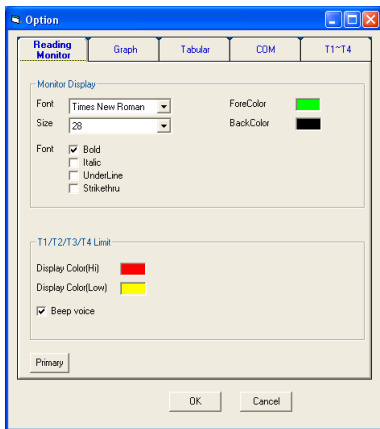 Option
Reading Monitor Graph Tabular COM T1~T4
Monitor Display
Font Times New Roman ForeColor
Size 28 BackColor
Font Bold
Italic
UnderLine
Strikethru
T1/T2/T3/T4 Limit
Display Color(Hi)
Display Color(Low)
Beep voice
Primary
OK Cancel